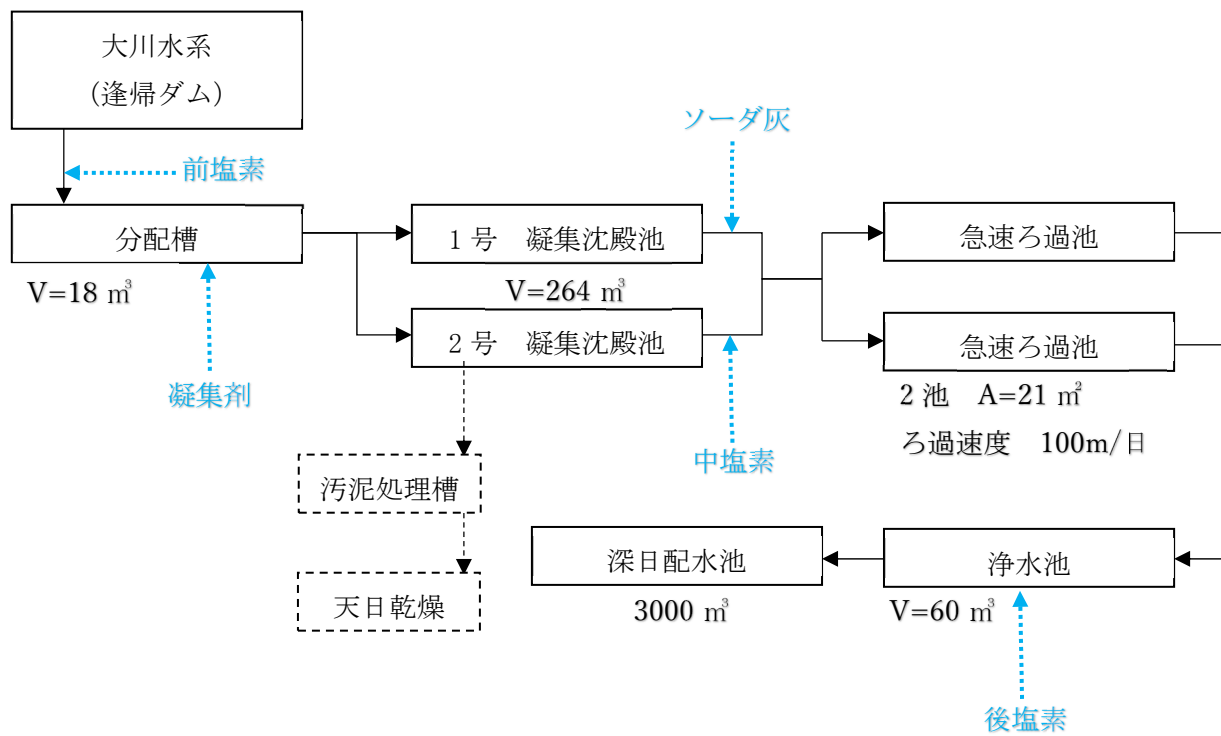 大川水系
(逢帰ダム)
ソーダ灰
前塩素
分配槽
1号　凝集沈殿池
急速ろ過池
V=18 ㎥
V=264 ㎥
2号　凝集沈殿池
急速ろ過池
凝集剤
2池　A=21 ㎡
ろ過速度　100m/日
中塩素
汚泥処理槽
深日配水池
浄水池
天日乾燥
3000 ㎥
V=60 ㎥
後塩素